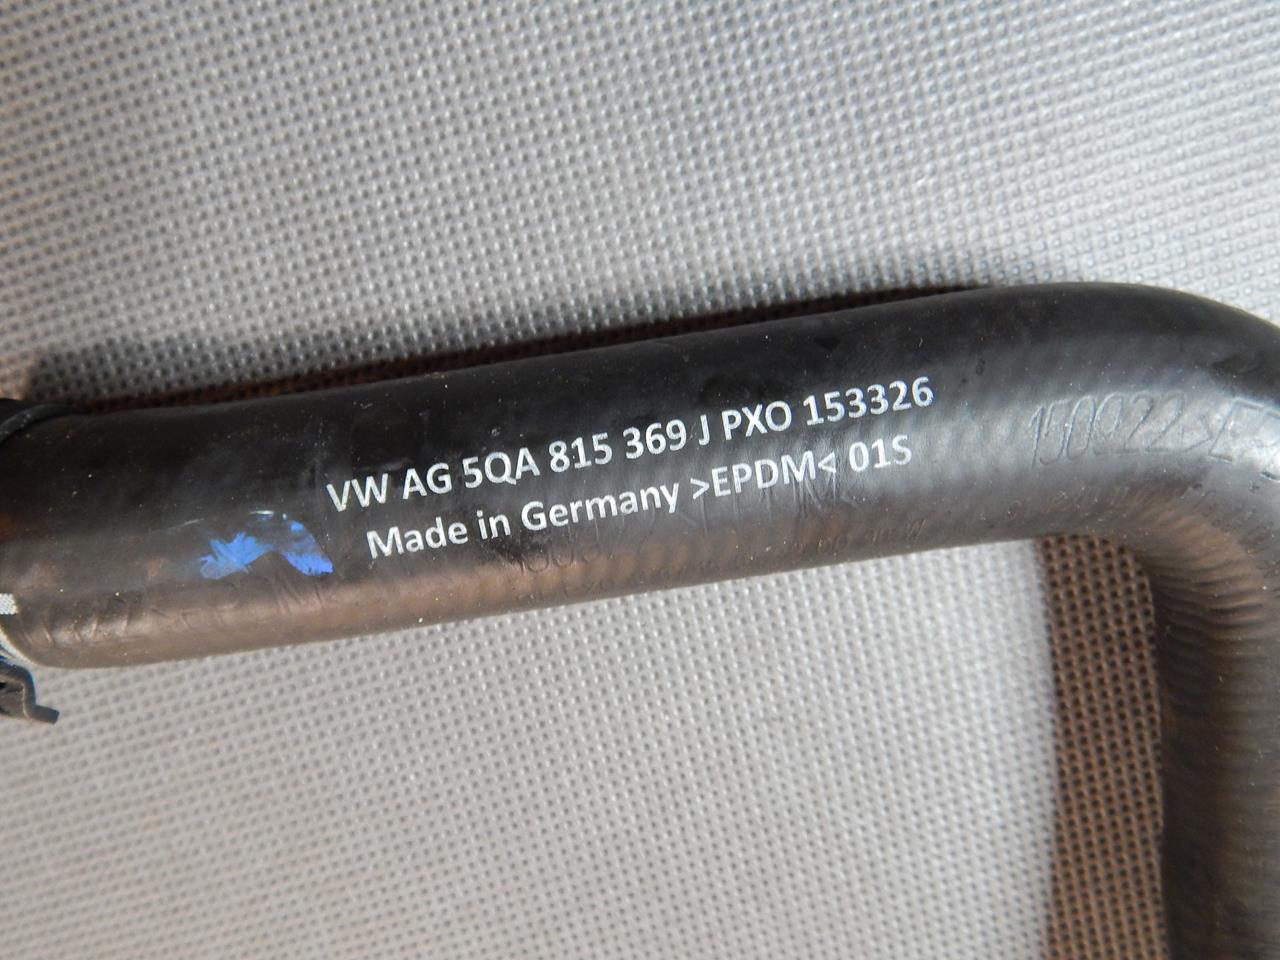 VW AG 5QA 815 369 J PXO 153326
Made in Germany >EPDM< 01S